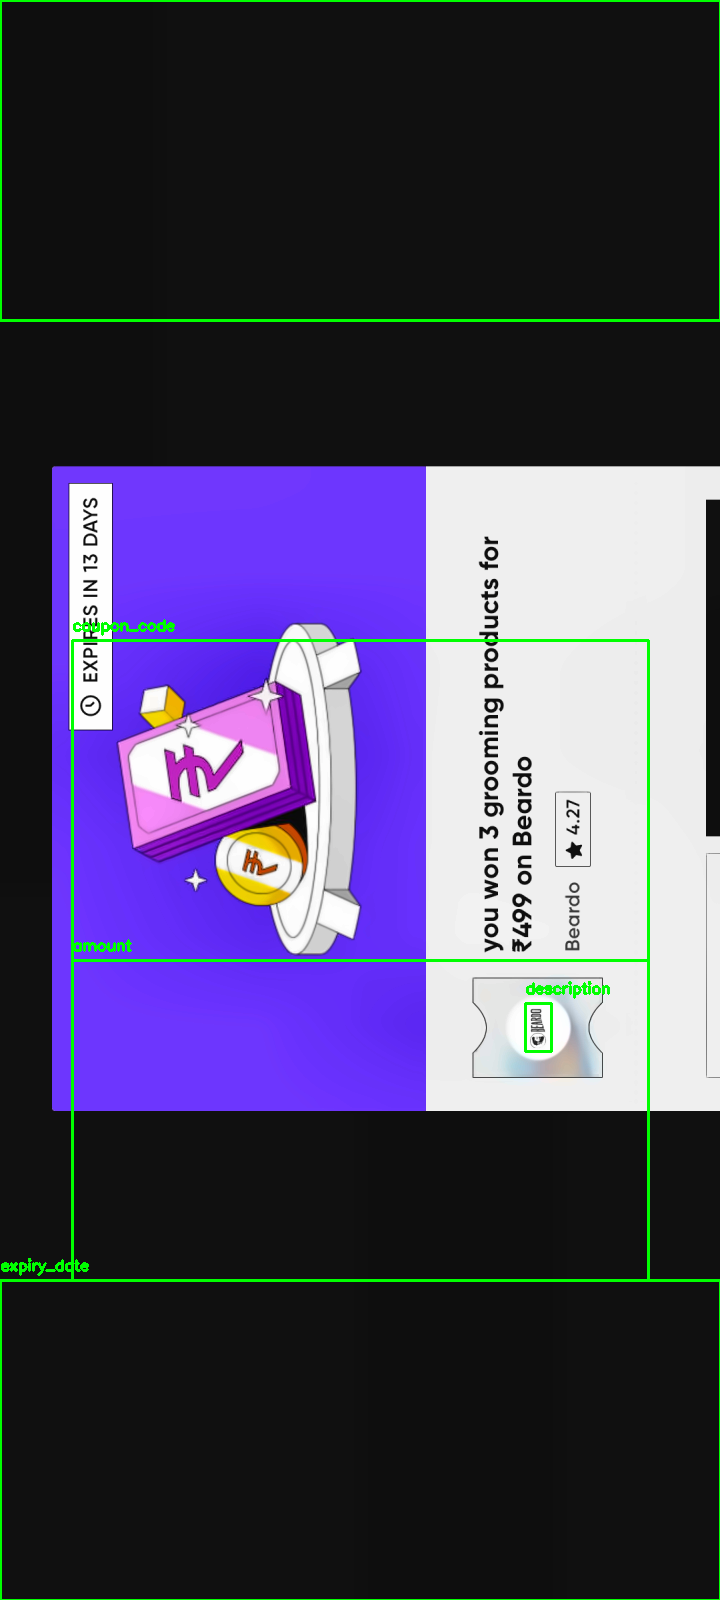 EXPIRES IN 13 DAYS
you won 3 grooming products for
₹499 on Beardo
Beardo ★ 4.27
BEARDO
coupon_code
amount
description
expiry_date